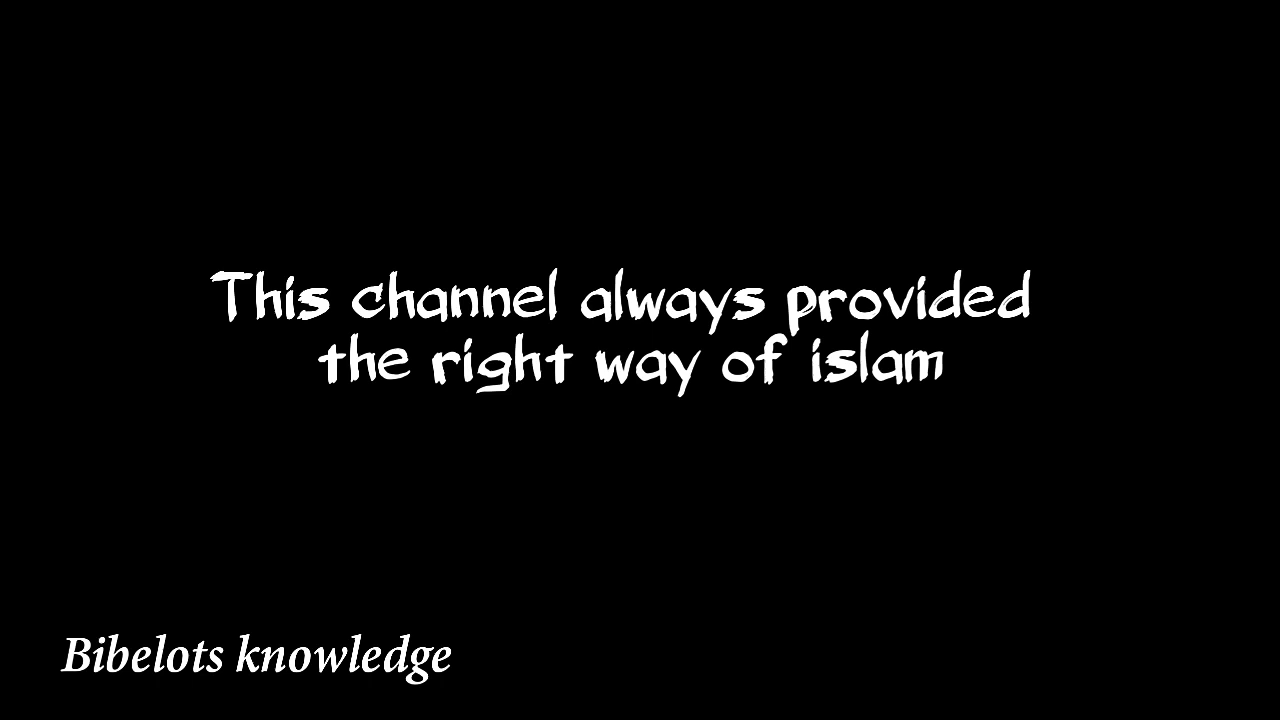 This channel always provided
the right way of islam
Bibelots knowledge